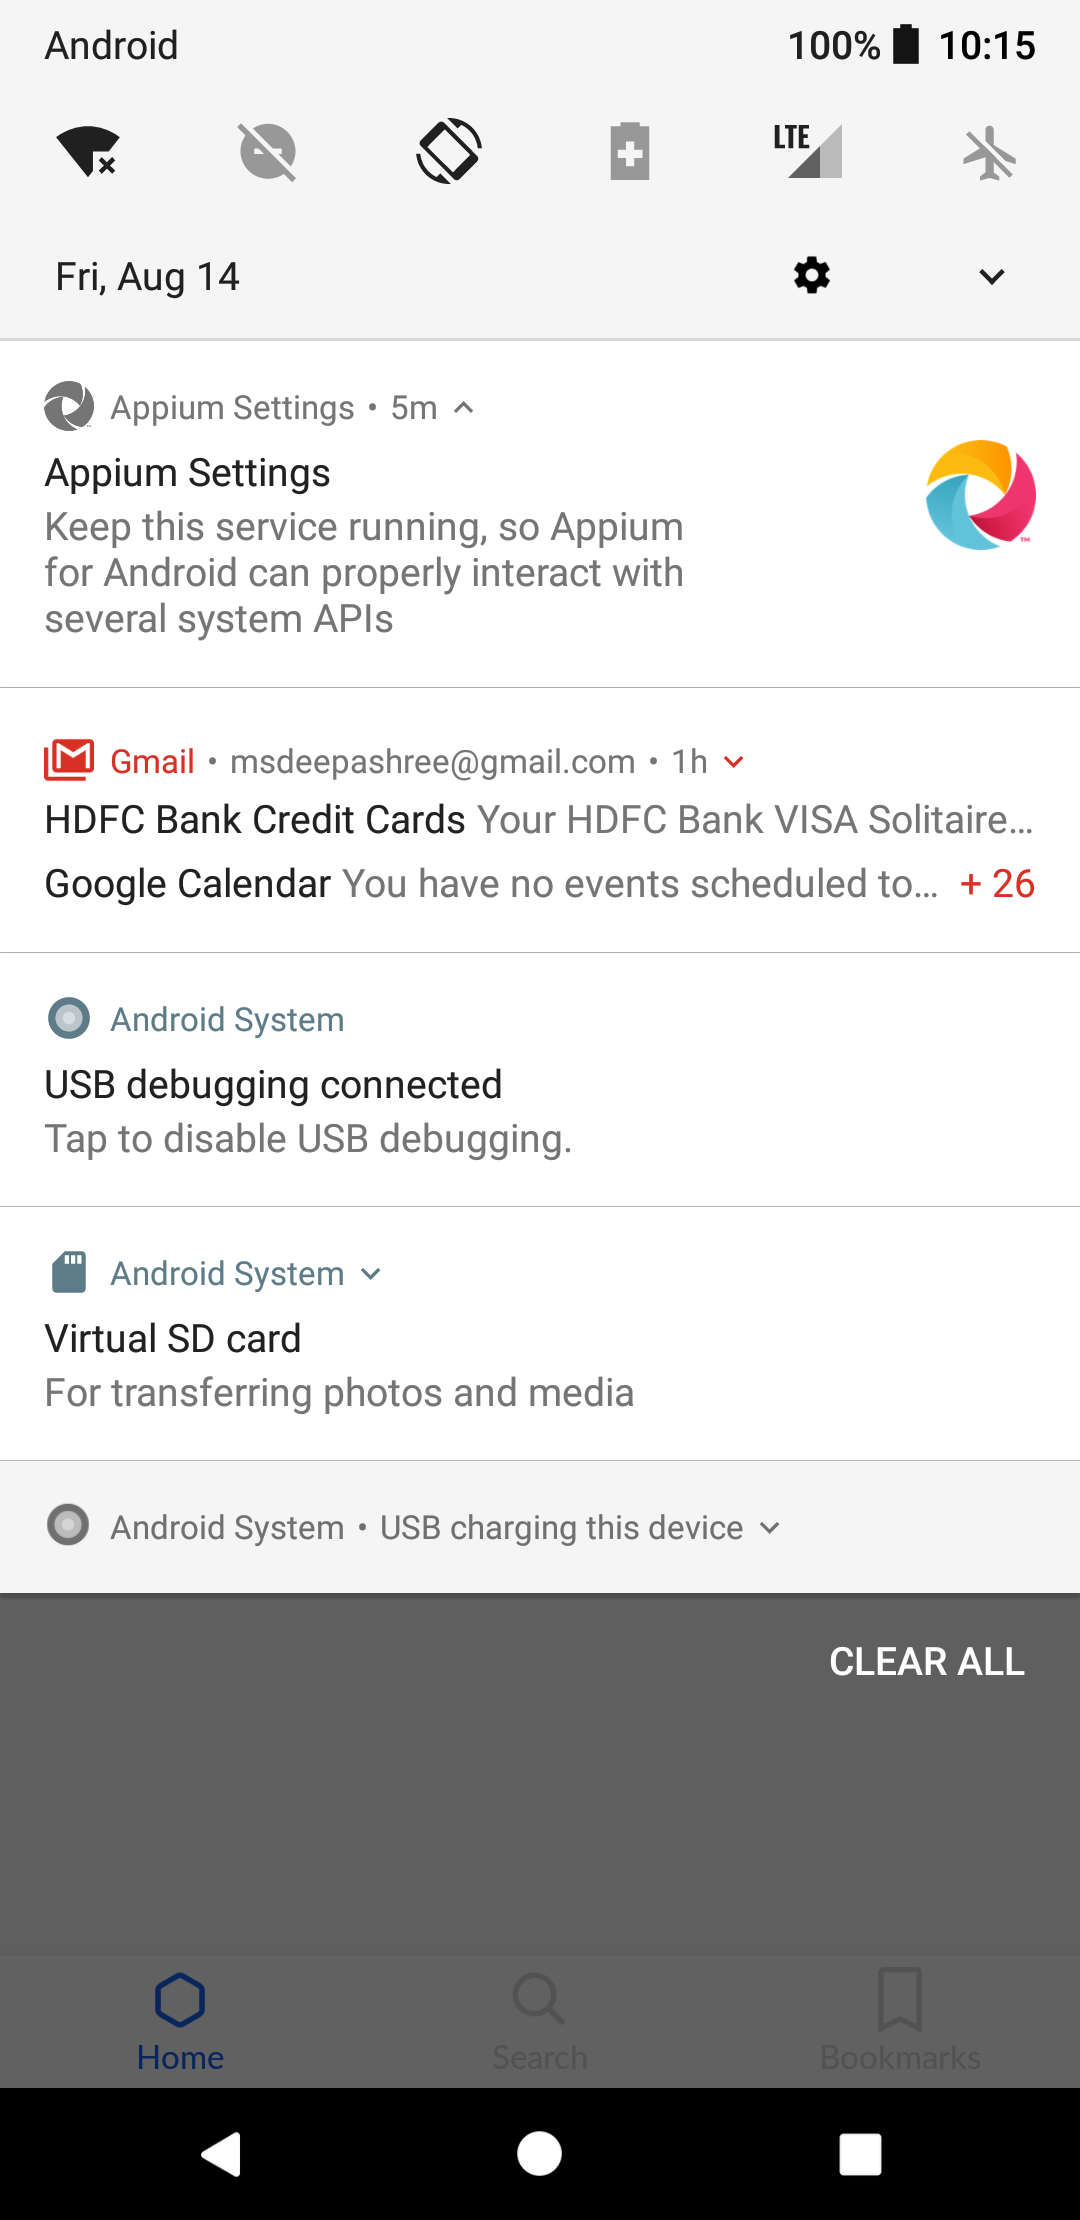 Android 100% 10:15
LTE
Fri, Aug 14
Appium Settings • 5m
Appium Settings
Keep this service running, so Appium
for Android can properly interact with
several system APIs
TM
Gmail • msdeepashree@gmail.com • 1h
HDFC Bank Credit Cards Your HDFC Bank VISA Solitaire...
Google Calendar You have no events scheduled to... + 26
Android System
USB debugging connected
Tap to disable USB debugging.
Android System
Virtual SD card
For transferring photos and media
Android System • USB charging this device
CLEAR ALL
Home Search Bookmarks